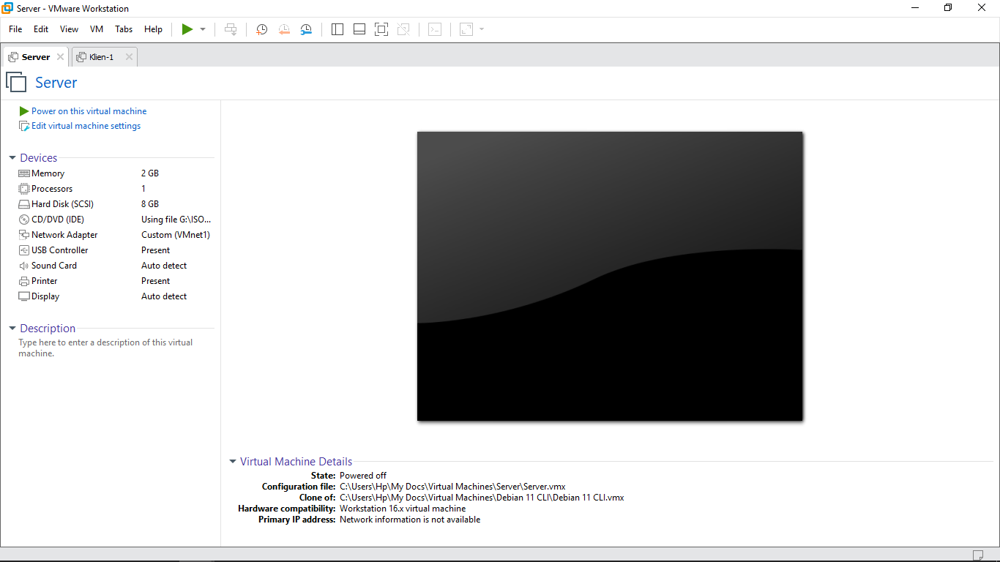 Server - VMware Workstation
File Edit View VM Tabs Help
Server Klien-1
Server
Power on this virtual machine
Edit virtual machine settings
Devices
Memory 2 GB
Processors 1
Hard Disk (SCSI) 8 GB
CD/DVD (IDE) Using file G:\ISO...
Network Adapter Custom (VMnet1)
USB Controller Present
Sound Card Auto detect
Printer Present
Display Auto detect
Description
Type here to enter a description of this virtual
machine.
Virtual Machine Details
State: Powered off
Configuration file: C:\Users\Hp\My Docs\Virtual Machines\Server\Server.vmx
Clone of: C:\Users\Hp\My Docs\Virtual Machines\Debian 11 CLI\Debian 11 CLI.vmx
Hardware compatibility: Workstation 16.x virtual machine
Primary IP address: Network information is not available